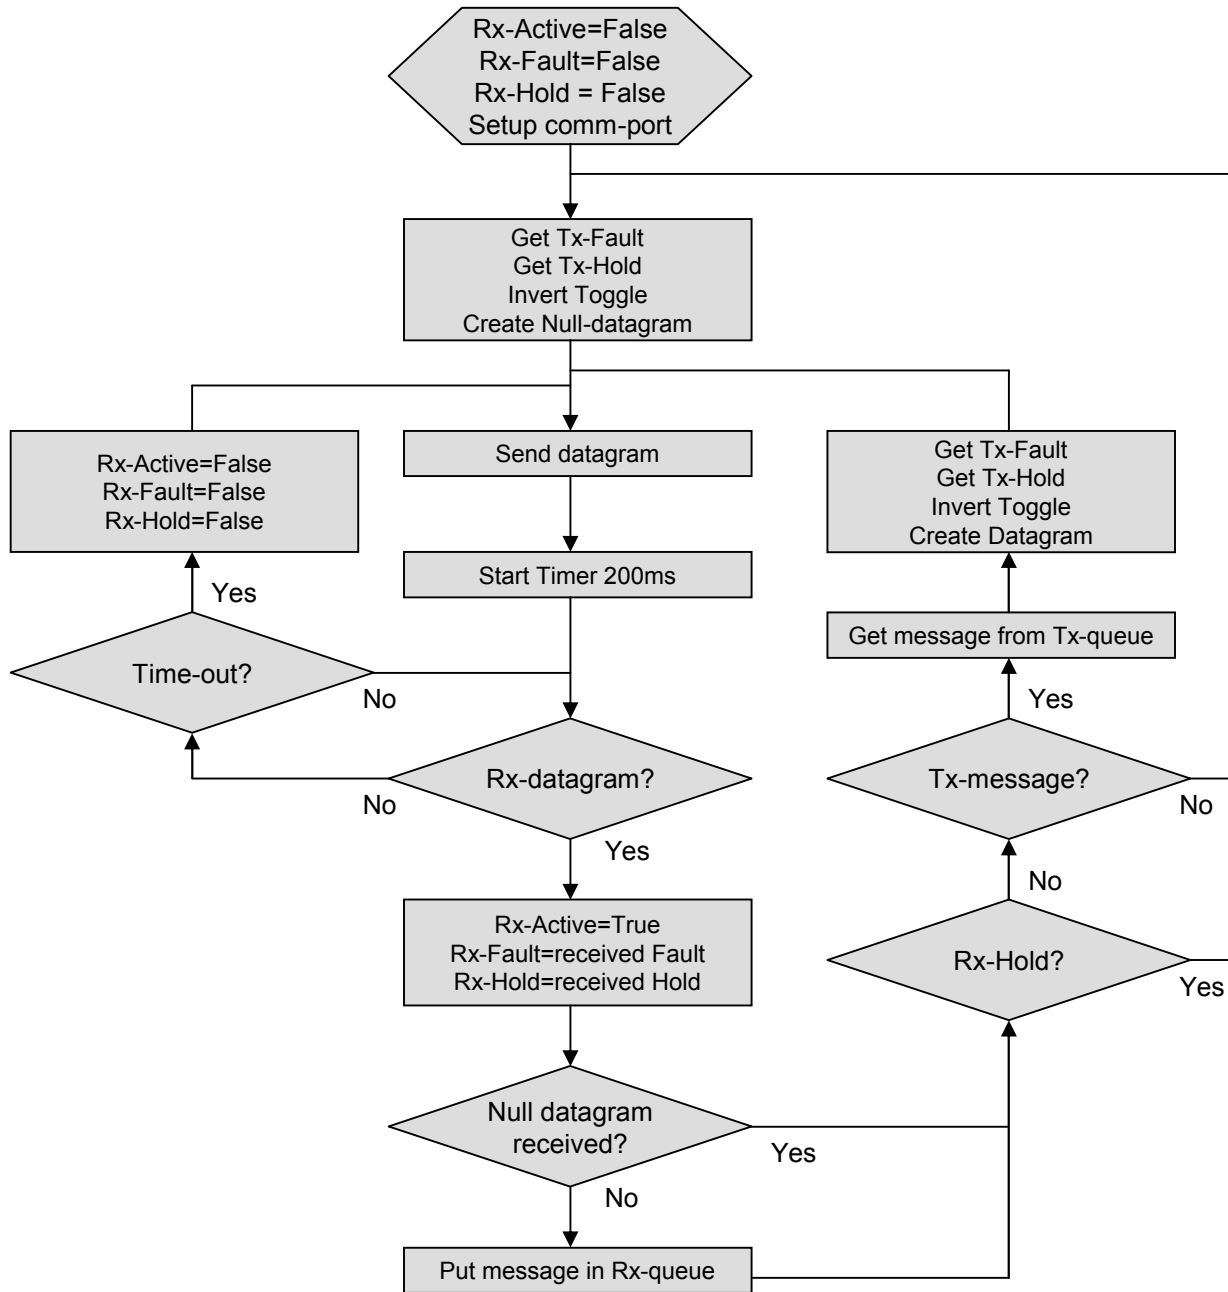 Rx-Active=False
Rx-Fault=False
Rx-Hold = False
Setup comm-port
Get Tx-Fault
Get Tx-Hold
Invert Toggle
Create Null-datagram
Rx-Active=False
Rx-Fault=False
Rx-Hold=False
Send datagram
Get Tx-Fault
Get Tx-Hold
Invert Toggle
Create Datagram
Start Timer 200ms
Yes
Get message from Tx-queue
Time-out?
No
Yes
Rx-datagram?
No
Yes
Tx-message?
No
No
Rx-Active=True
Rx-Fault=received Fault
Rx-Hold=received Hold
Rx-Hold?
Yes
Null datagram
received?
Yes
No
Put message in Rx-queue